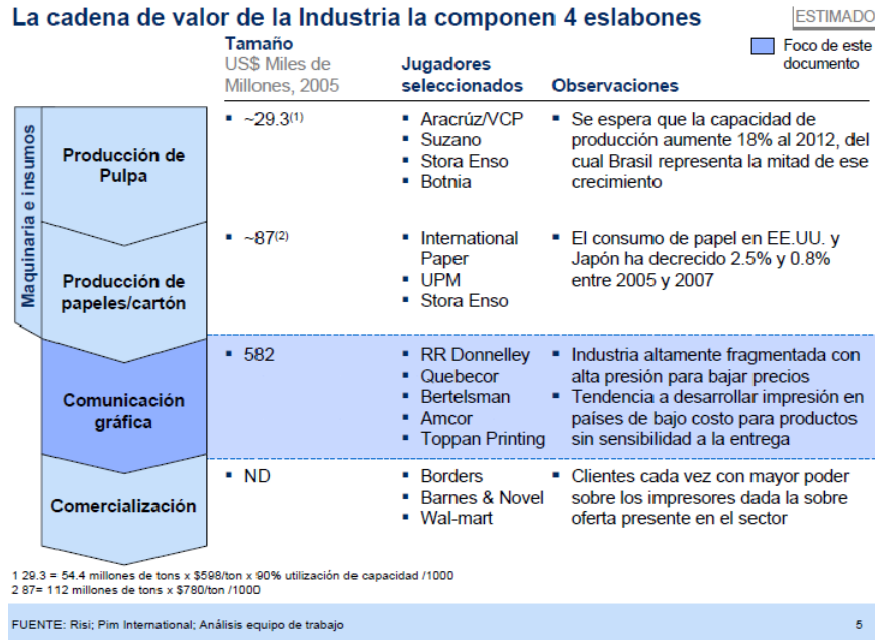 La cadena de valor de la Industria la componen 4 eslabones
ESTIMADO
Foco de este
documento
Tamaño
US$ Miles de
Millones, 2005
Jugadores
seleccionados
Observaciones
Maquinaria e insumos
Producción de
Pulpa
▪ ~29.3(1)
▪ Aracrúz/VCP
▪ Suzano
▪ Stora Enso
▪ Botnia
▪ Se espera que la capacidad de
producción aumente 18% al 2012, del
cual Brasil representa la mitad de ese
crecimiento
Producción de
papeles/cartón
▪ ~87(2)
▪ International
Paper
▪ UPM
▪ Stora Enso
▪ El consumo de papel en EE.UU. y
Japón ha decrecido 2.5% y 0.8%
entre 2005 y 2007
Comunicación
gráfica
▪ 582
▪ RR Donnelley
▪ Quebecor
▪ Bertelsman
▪ Amcor
▪ Toppan Printing
▪ Industria altamente fragmentada con
alta presión para bajar precios
▪ Tendencia a desarrollar impresión en
países de bajo costo para productos
sin sensibilidad a la entrega
Comercialización
▪ ND
▪ Borders
▪ Barnes & Novel
▪ Wal-mart
▪ Clientes cada vez con mayor poder
sobre los impresores dada la sobre
oferta presente en el sector
1 29.3 = 54.4 millones de tons x $598/ton x 90% utilización de capacidad /1000
2 87= 112 millones de tons x $780/ton /1000
FUENTE: Risi; Pim International; Análisis equipo de trabajo
5